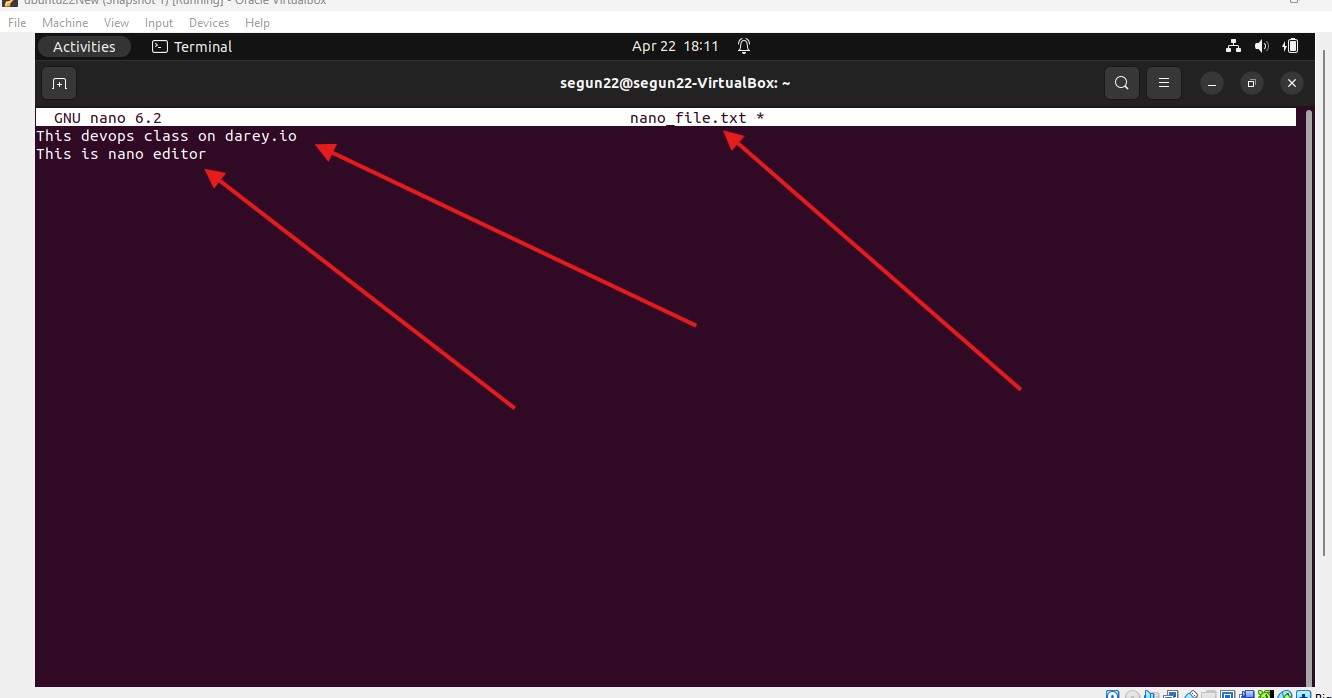 ubuntu22New (Snapshot 1) [Running] - Oracle VirtualBox
File Machine View Input Devices Help
Activities Terminal Apr 22 18:11
segun22@segun22-VirtualBox: ~
GNU nano 6.2 nano_file.txt *
This devops class on darey.io
This is nano editor